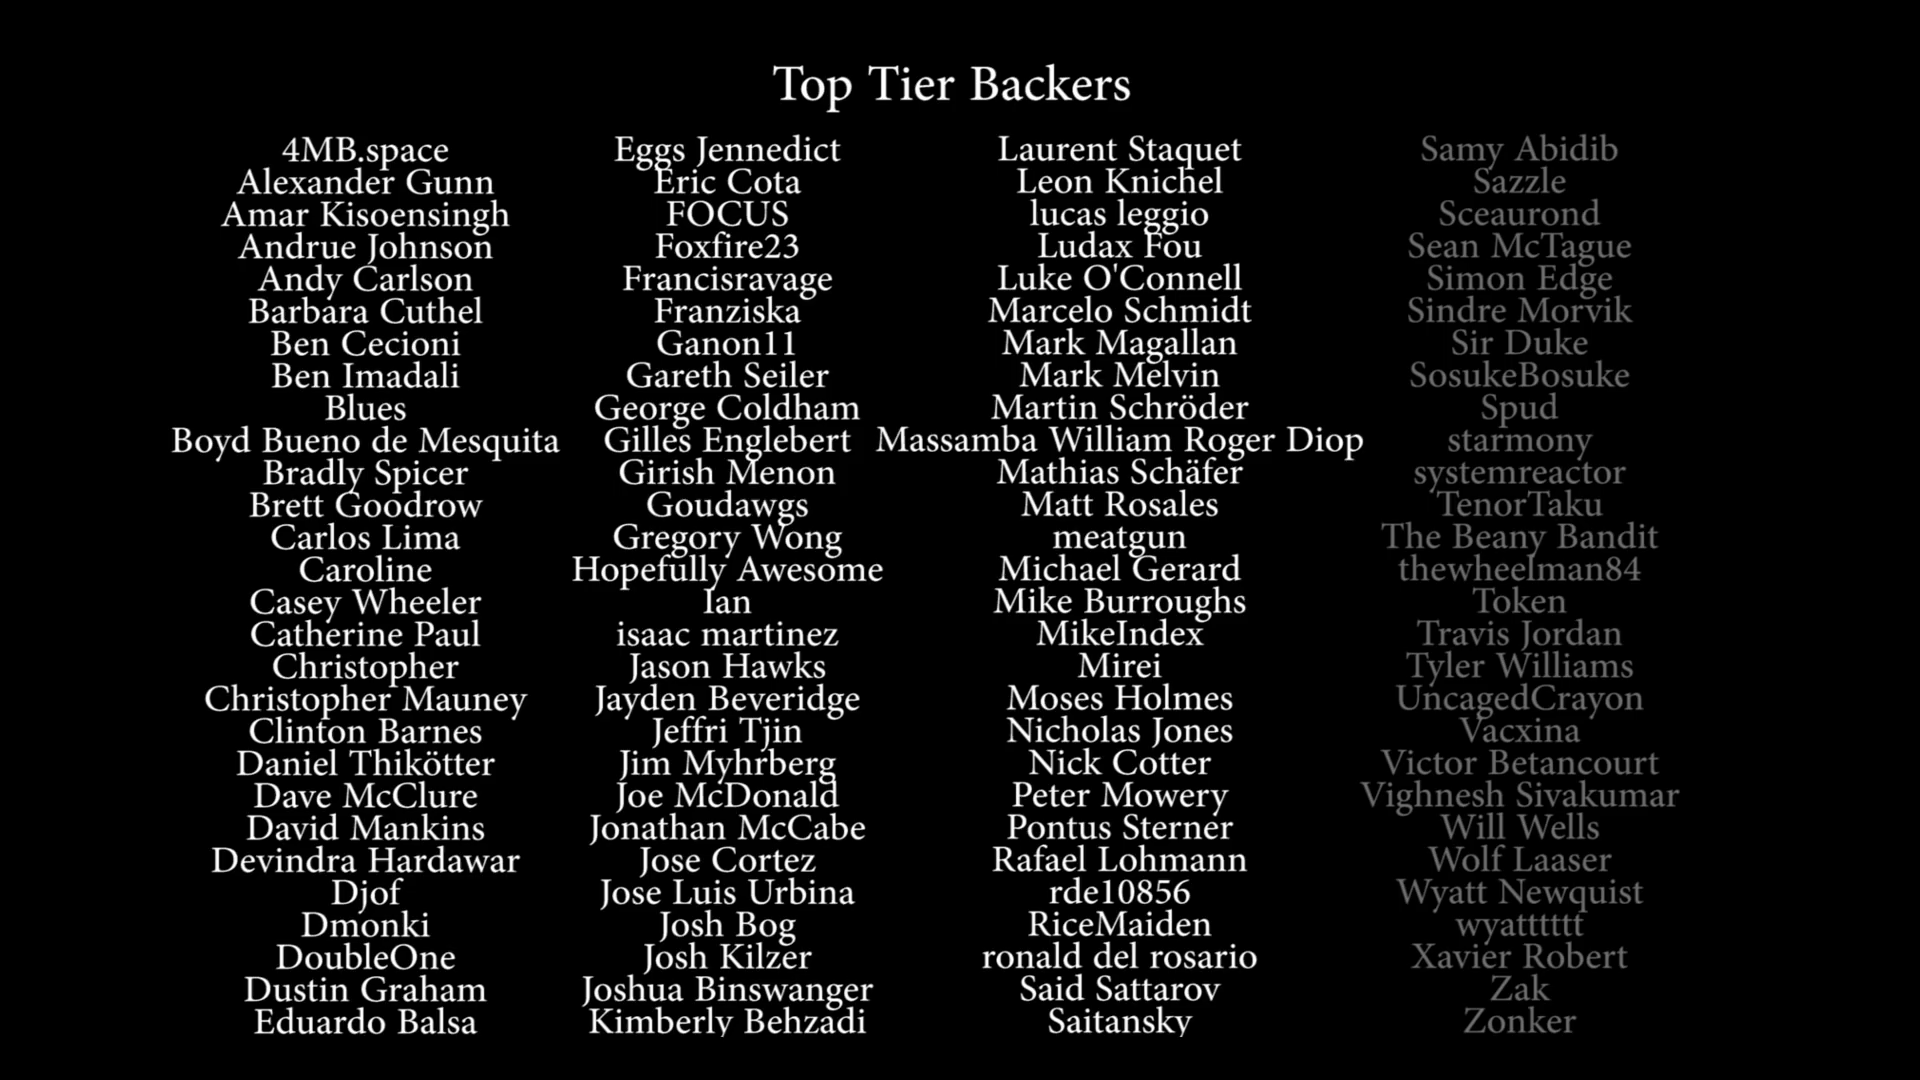 Top Tier Backers
4MB.space
Alexander Gunn
Amar Kisoensingh
Andrue Johnson
Andy Carlson
Barbara Cuthel
Ben Cecioni
Ben Imadali
Blues
Boyd Bueno de Mesquita
Bradly Spicer
Brett Goodrow
Carlos Lima
Caroline
Casey Wheeler
Catherine Paul
Christopher
Christopher Mauney
Clinton Barnes
Daniel Thikötter
Dave McClure
David Mankins
Devindra Hardawar
Djof
Dmonki
DoubleOne
Dustin Graham
Eduardo Balsa
Eggs Jennedict
Eric Cota
FOCUS
Foxfire23
Francisravage
Franziska
Ganon11
Gareth Seiler
George Coldham
Gilles Englebert
Girish Menon
Goudawgs
Gregory Wong
Hopefully Awesome
Ian
isaac martinez
Jason Hawks
Jayden Beveridge
Jeffri Tjin
Jim Myhrberg
Joe McDonald
Jonathan McCabe
Jose Cortez
Jose Luis Urbina
Josh Bog
Josh Kilzer
Joshua Binswanger
Kimberly Behzadi
Laurent Staquet
Leon Knichel
lucas leggio
Ludax Fou
Luke O'Connell
Marcelo Schmidt
Mark Magallan
Mark Melvin
Martin Schröder
Massamba William Roger Diop
Mathias Schäfer
Matt Rosales
meatgun
Michael Gerard
Mike Burroughs
MikeIndex
Mirei
Moses Holmes
Nicholas Jones
Nick Cotter
Peter Mowery
Pontus Sterner
Rafael Lohmann
rde10856
RiceMaiden
ronald del rosario
Said Sattarov
Saitansky
Samy Abidib
Sazzle
Sceaurond
Sean McTague
Simon Edge
Sindre Morvik
Sir Duke
SosukeBosuke
Spud
starmony
systemreactor
TenorTaku
The Beany Bandit
thewheelman84
Token
Travis Jordan
Tyler Williams
UncagedCrayon
Vacxina
Victor Betancourt
Vighnesh Sivakumar
Will Wells
Wolf Laaser
Wyatt Newquist
wyatttttt
Xavier Robert
Zak
Zonker